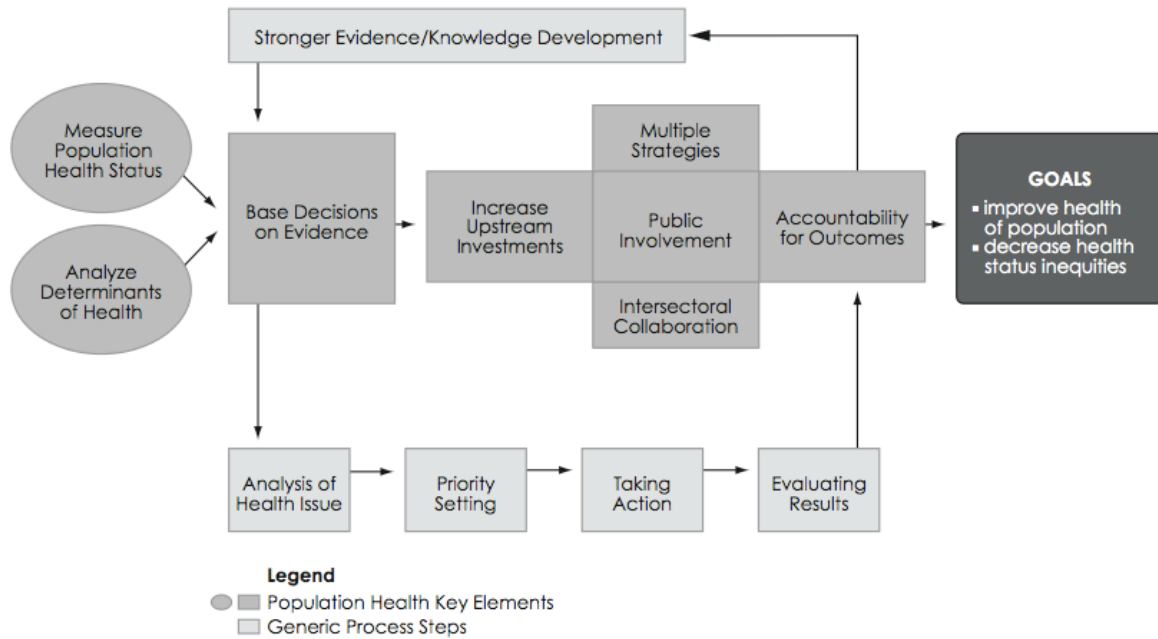 Stronger Evidence/Knowledge Development
Measure
Population
Health Status
Analyze
Determinants
of Health
Base Decisions
on Evidence
Increase
Upstream
Investments
Multiple
Strategies
Public
Involvement
Intersectoral
Collaboration
Accountability
for Outcomes
GOALS
▪ improve health
of population
▪ decrease health
status inequities
Analysis of
Health Issue
Priority
Setting
Taking
Action
Evaluating
Results
Legend
Population Health Key Elements
Generic Process Steps